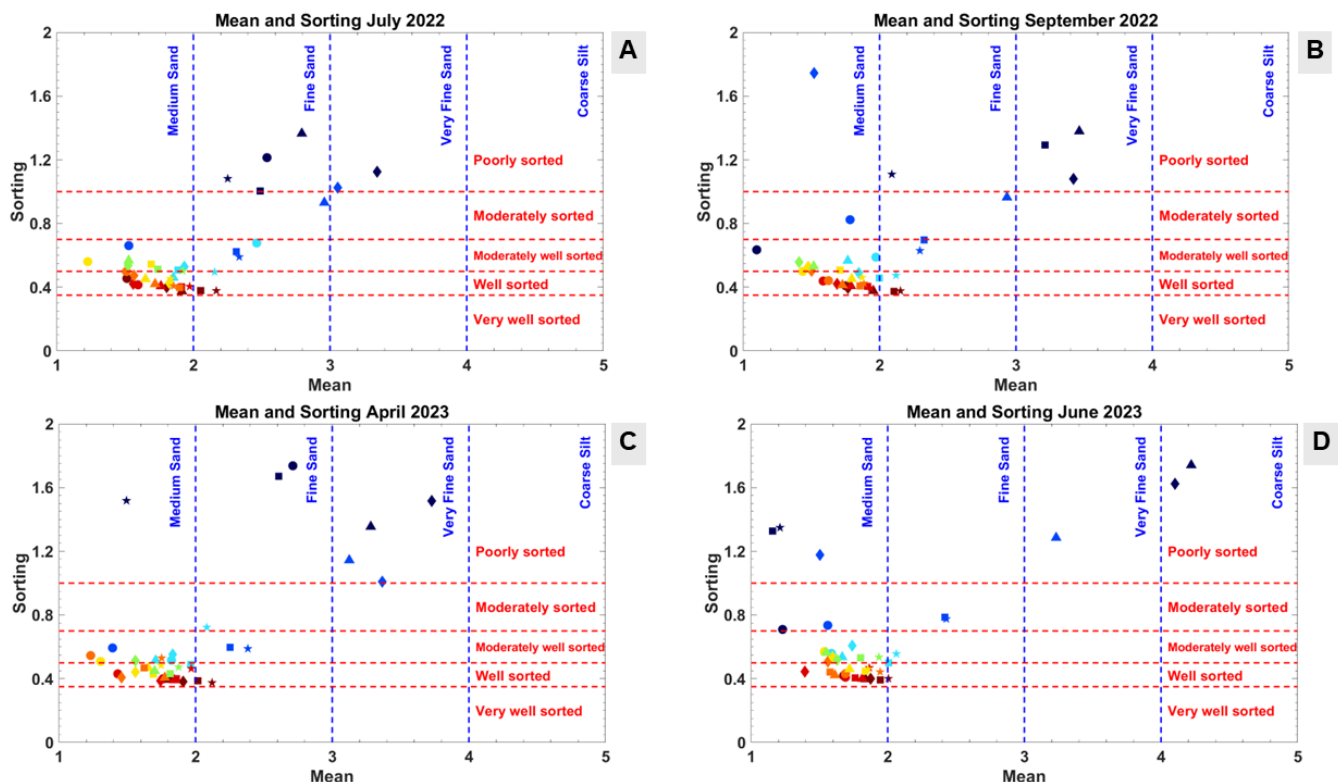 Mean and Sorting July 2022
A
2
1.6
1.2
0.8
0.4
0
Sorting
Medium Sand
Fine Sand
Very Fine Sand
Coarse Silt
Poorly sorted
Moderately sorted
Moderately well sorted
Well sorted
Very well sorted
1 2 3 4 5
Mean
Mean and Sorting September 2022
B
2
1.6
1.2
0.8
0.4
0
Sorting
Medium Sand
Fine Sand
Very Fine Sand
Coarse Silt
Poorly sorted
Moderately sorted
Moderately well sorted
Well sorted
Very well sorted
1 2 3 4 5
Mean
Mean and Sorting April 2023
C
2
1.6
1.2
0.8
0.4
0
Sorting
Medium Sand
Fine Sand
Very Fine Sand
Coarse Silt
Poorly sorted
Moderately sorted
Moderately well sorted
Well sorted
Very well sorted
1 2 3 4 5
Mean
Mean and Sorting June 2023
D
2
1.6
1.2
0.8
0.4
0
Sorting
Medium Sand
Fine Sand
Very Fine Sand
Coarse Silt
Poorly sorted
Moderately sorted
Moderately well sorted
Well sorted
Very well sorted
1 2 3 4 5
Mean